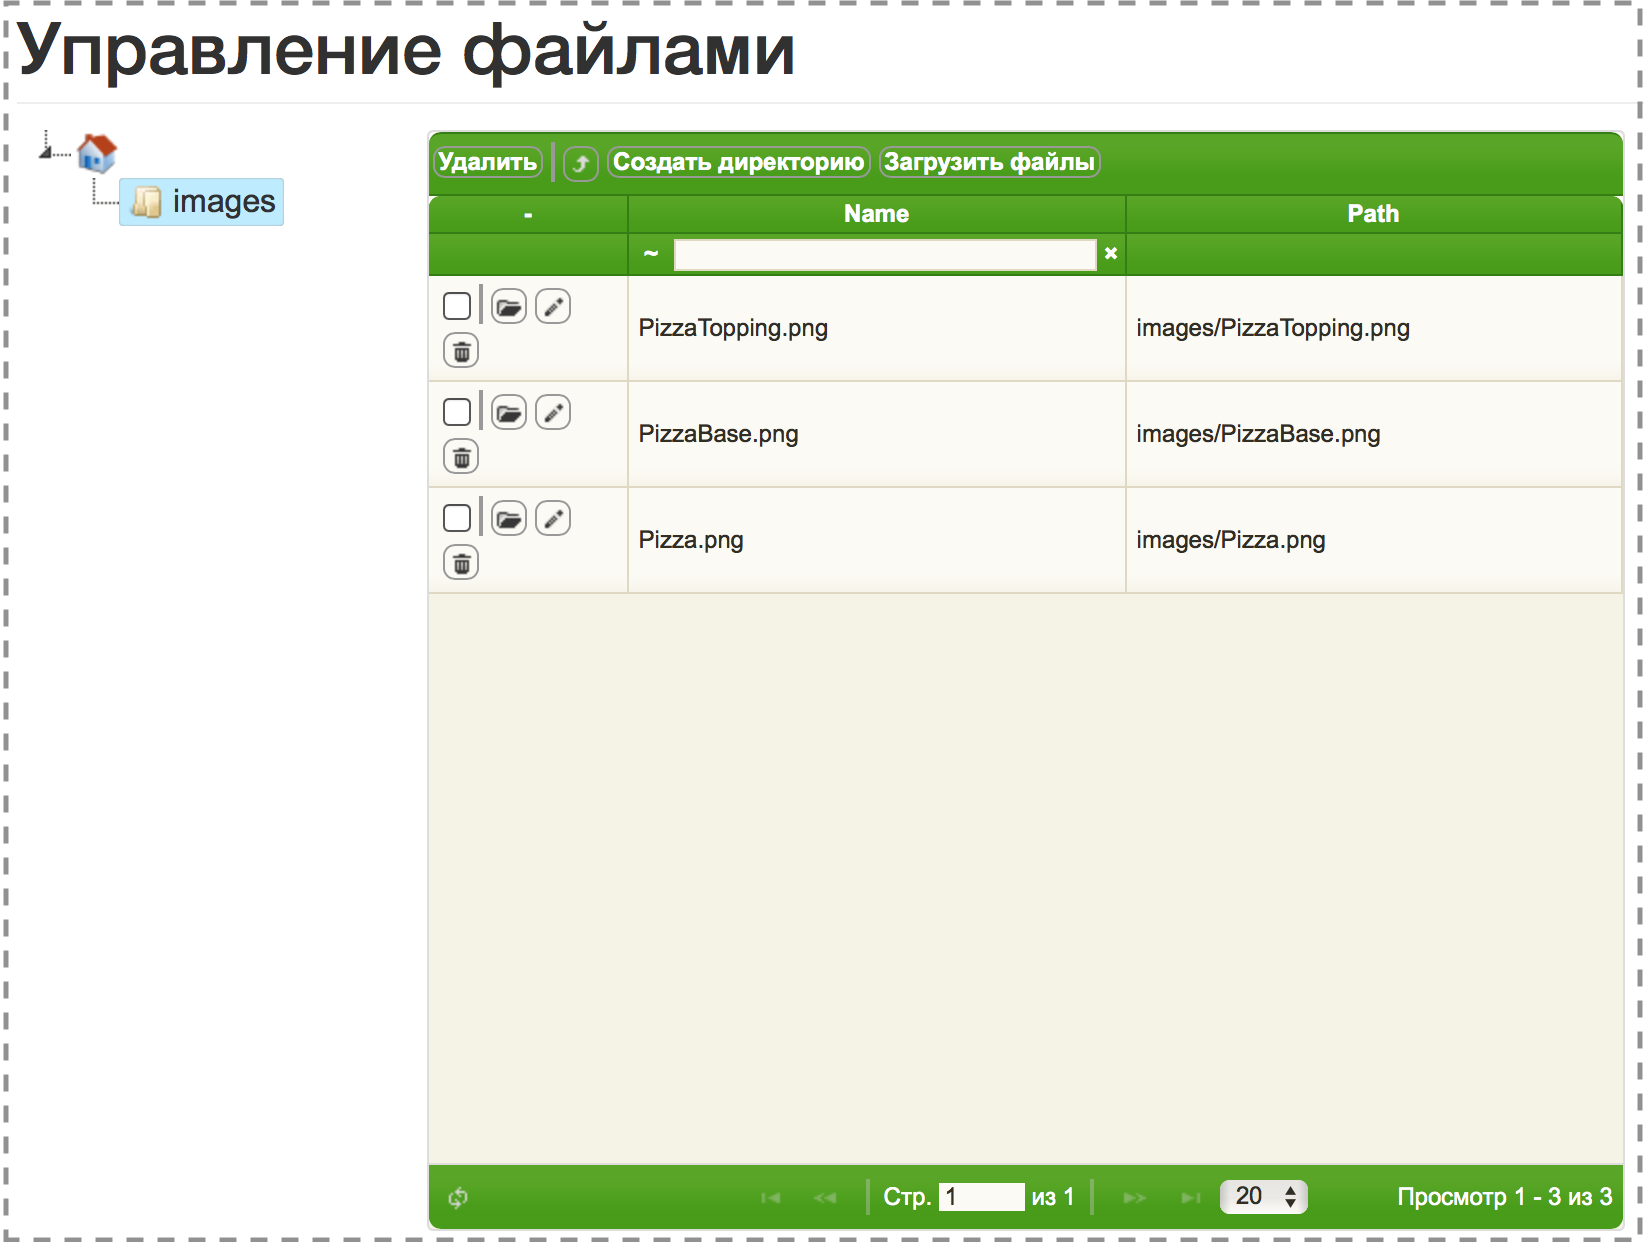 Управление файлами
images
Удалить Создать директорию Загрузить файлы
- Name Path
~ ×
PizzaTopping.png images/PizzaTopping.png
PizzaBase.png images/PizzaBase.png
Pizza.png images/Pizza.png
Стр. 1 из 1 20 Просмотр 1 - 3 из 3